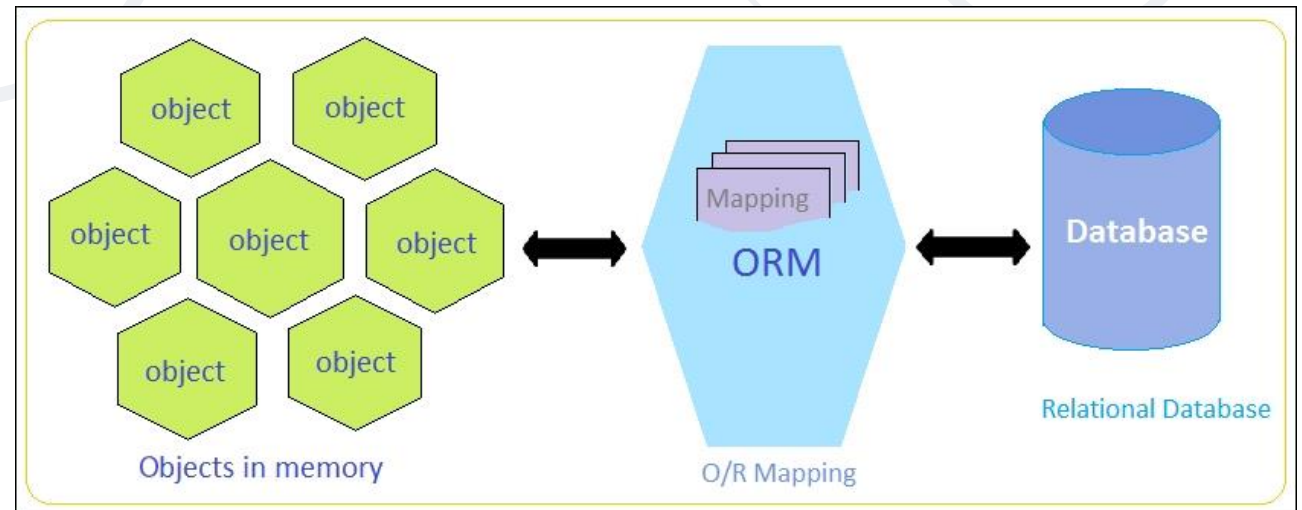 object
object
object
object
object
object
object
Objects in memory
Mapping
ORM
O/R Mapping
Database
Relational Database